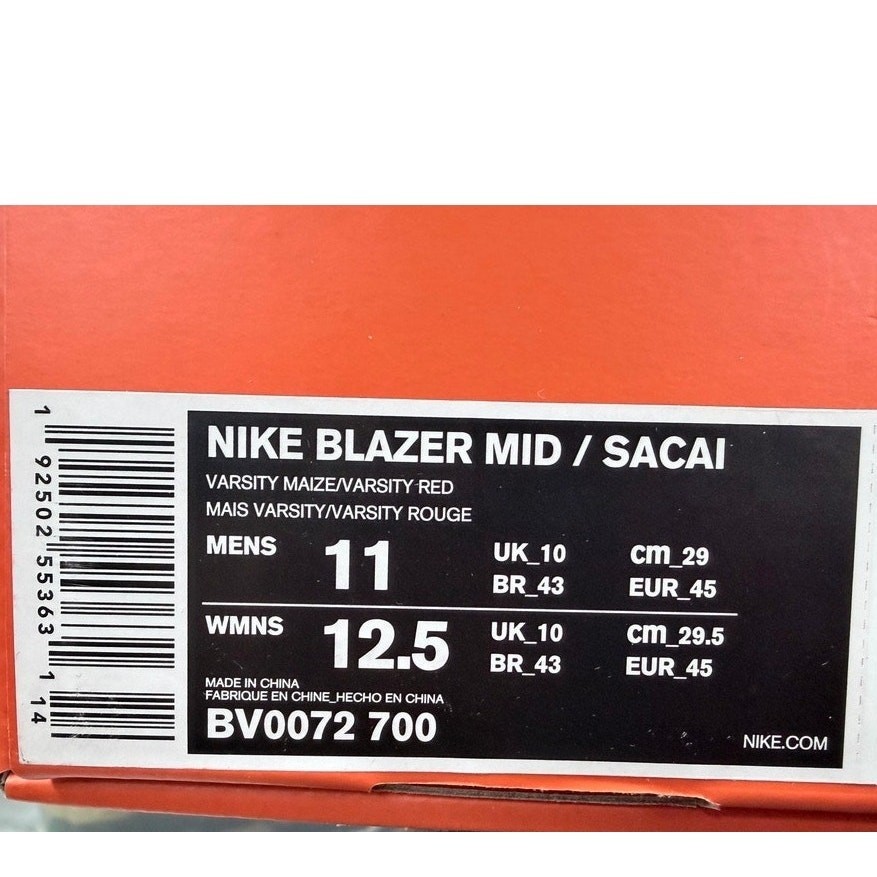 1 92502 55363 1 14
NIKE BLAZER MID / SACAI
VARSITY MAIZE/VARSITY RED
MAIS VARSITY/VARSITY ROUGE
MENS 11 UK_10 cm_29
BR_43 EUR_45
WMNS 12.5 UK_10 cm_29.5
BR_43 EUR_45
MADE IN CHINA
FABRIQUE EN CHINE_HECHO EN CHINA
BV0072 700
NIKE.COM